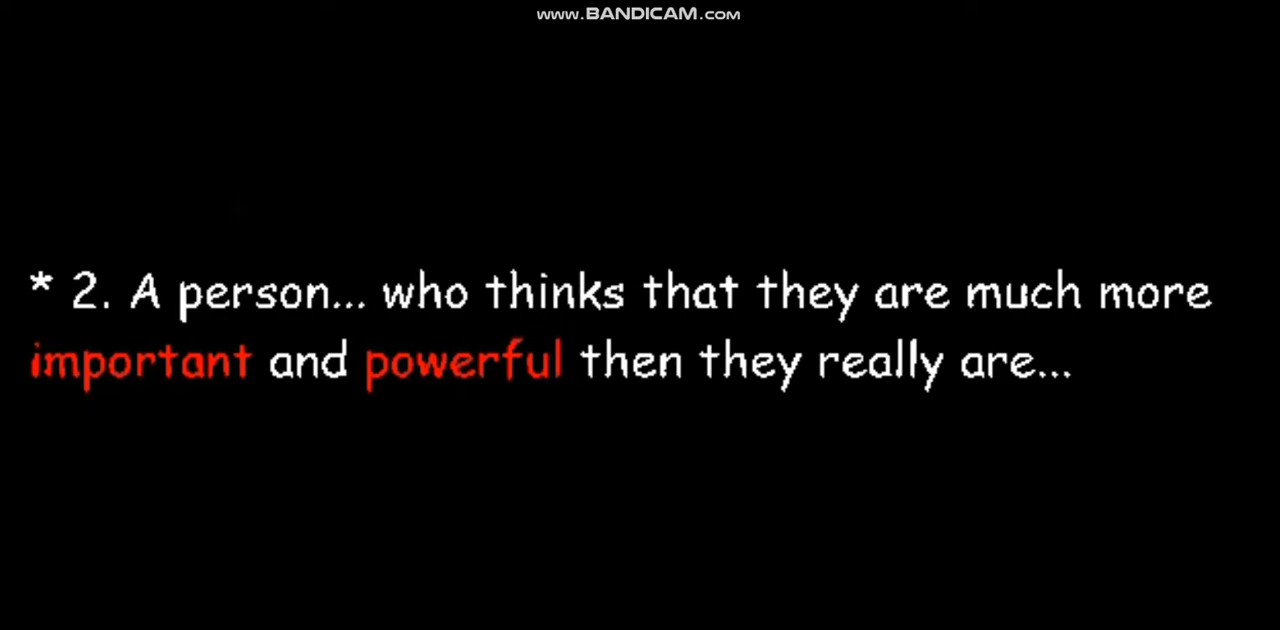 www.BANDICAM.com
* 2. A person... who thinks that they are much more
important and powerful then they really are...